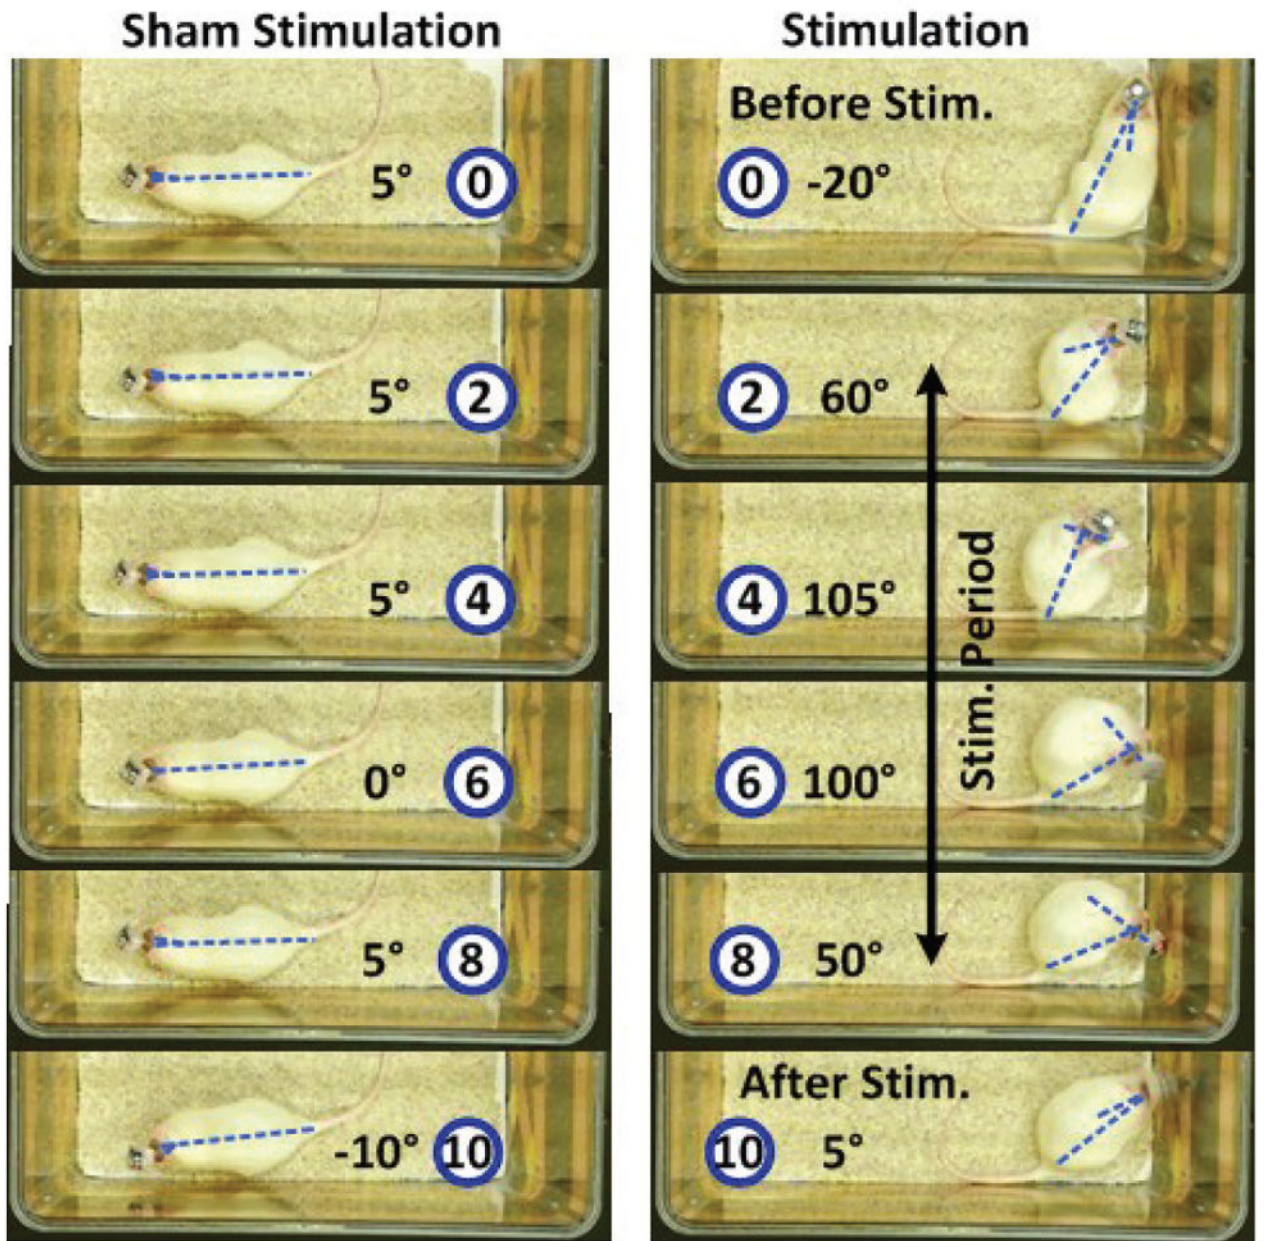 Sham Stimulation
5° 0
5° 2
5° 4
0° 6
5° 8
-10° 10
Stimulation
Before Stim.
0 -20°
2 60°
4 105°
6 100°
8 50°
Stim. Period
After Stim.
10 5°